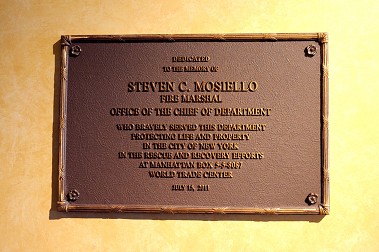 DEDICATED
TO THE MEMORY OF
STEVEN C. MOSIELLO
FIRE MARSHAL
OFFICE OF THE CHIEF OF DEPARTMENT
WHO BRAVELY SERVED THIS DEPARTMENT
PROTECTING LIFE AND PROPERTY
IN THE CITY OF NEW YORK
IN THE RESCUE AND RECOVERY EFFORTS
AT MANHATTAN BOX 5-5-8087
WORLD TRADE CENTER
JULY 15, 2011